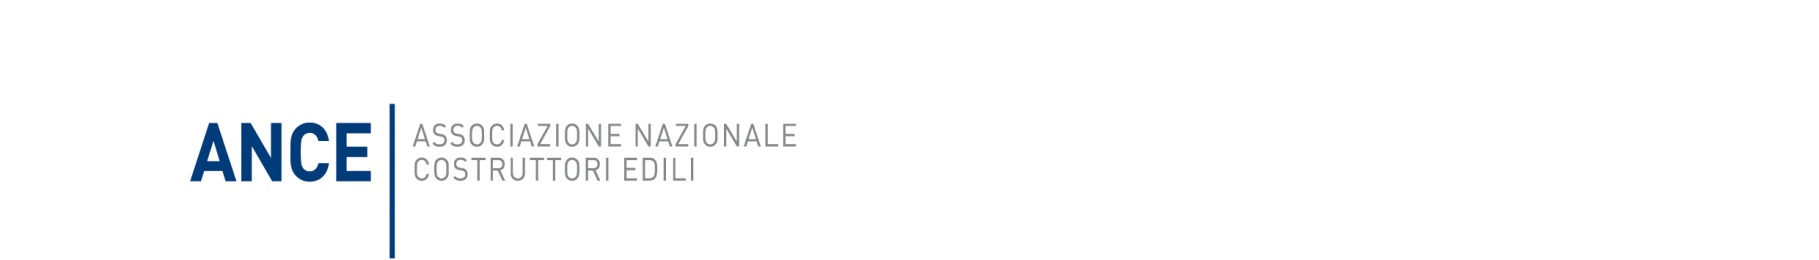 ANCE
ASSOCIAZIONE NAZIONALE
COSTRUTTORI EDILI